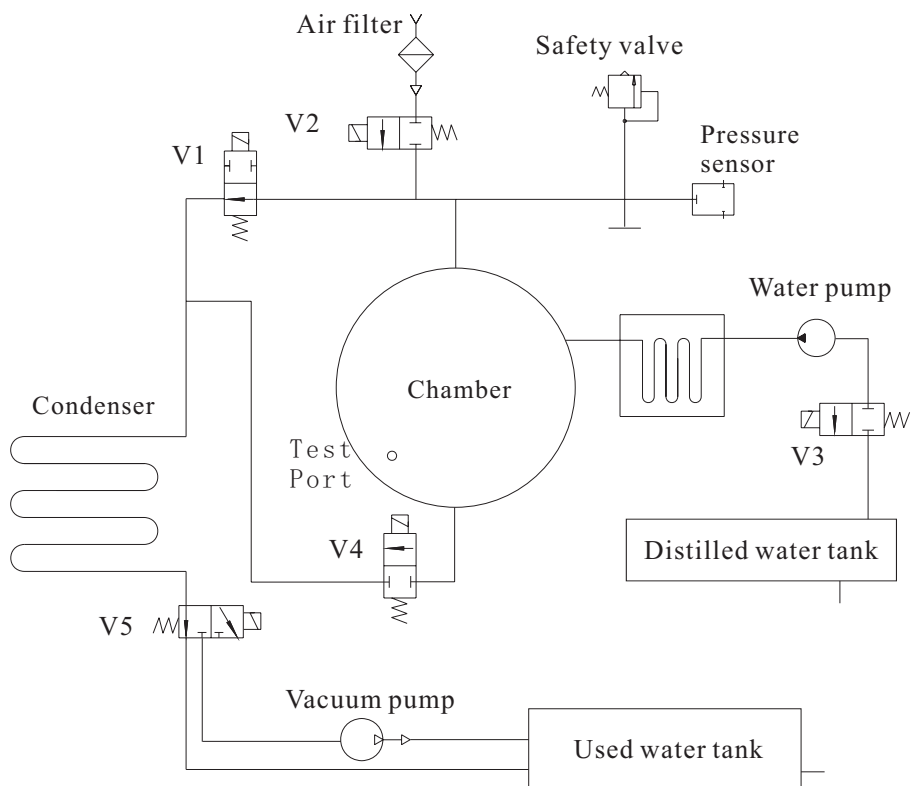 Air filter
Safety valve
V2
V1
Pressure
sensor
Water pump
Chamber
Condenser
Test
Port
V3
V4
Distilled water tank
V5
Vacuum pump
Used water tank